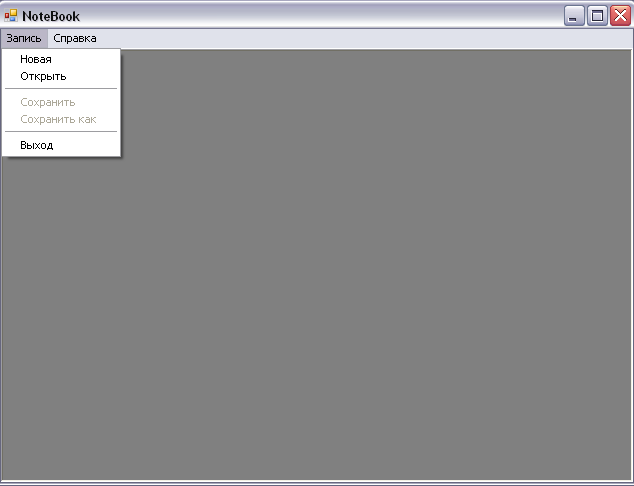 NoteBook
Запись Справка
Новая
Открыть
Сохранить
Сохранить как
Выход